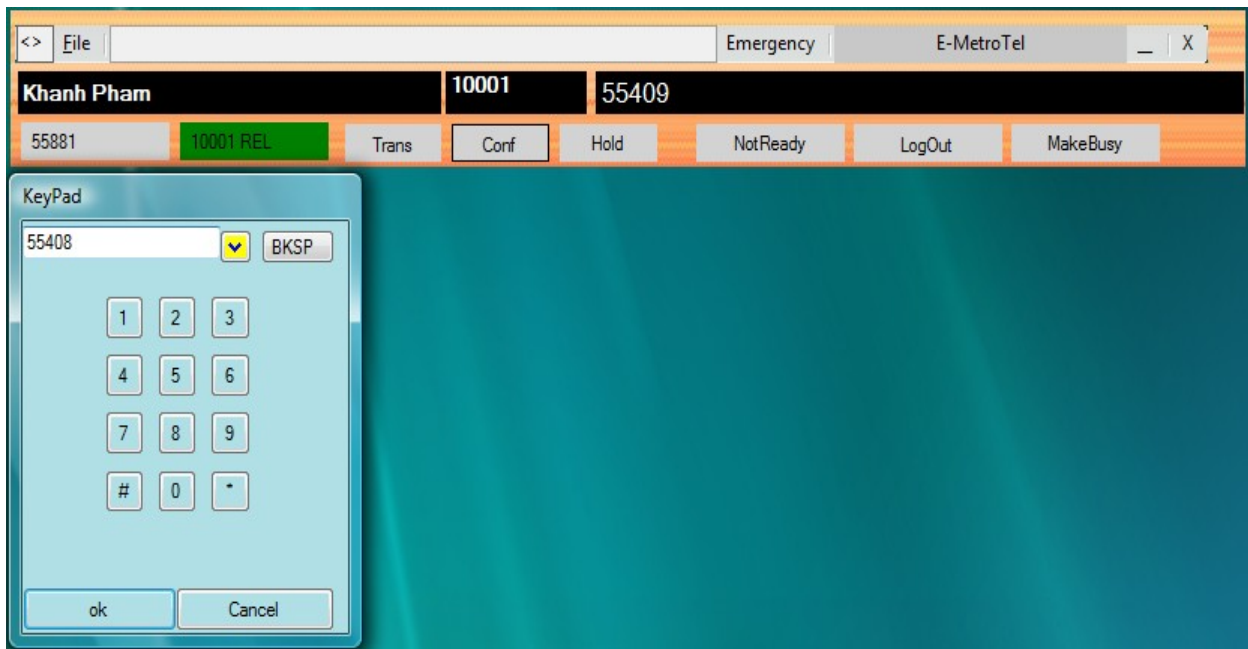 <> File Emergency E-MetroTel _ X
Khanh Pham 10001 55409
55881 10001 REL Trans Conf Hold NotReady LogOut MakeBusy
KeyPad
55408 BKSP
1 2 3
4 5 6
7 8 9
# 0 *
ok Cancel